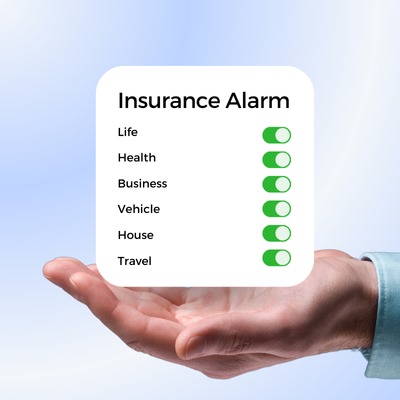 Insurance Alarm
Life
Health
Business
Vehicle
House
Travel